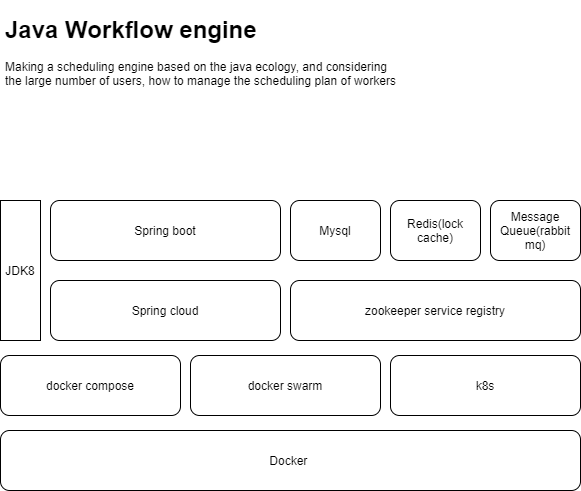 Java Workflow engine
Making a scheduling engine based on the java ecology, and considering
the large number of users, how to manage the scheduling plan of workers
JDK8
Spring boot
Mysql
Redis(lock
cache)
Message
Queue(rabbit
mq)
Spring cloud
zookeeper service registry
docker compose
docker swarm
k8s
Docker